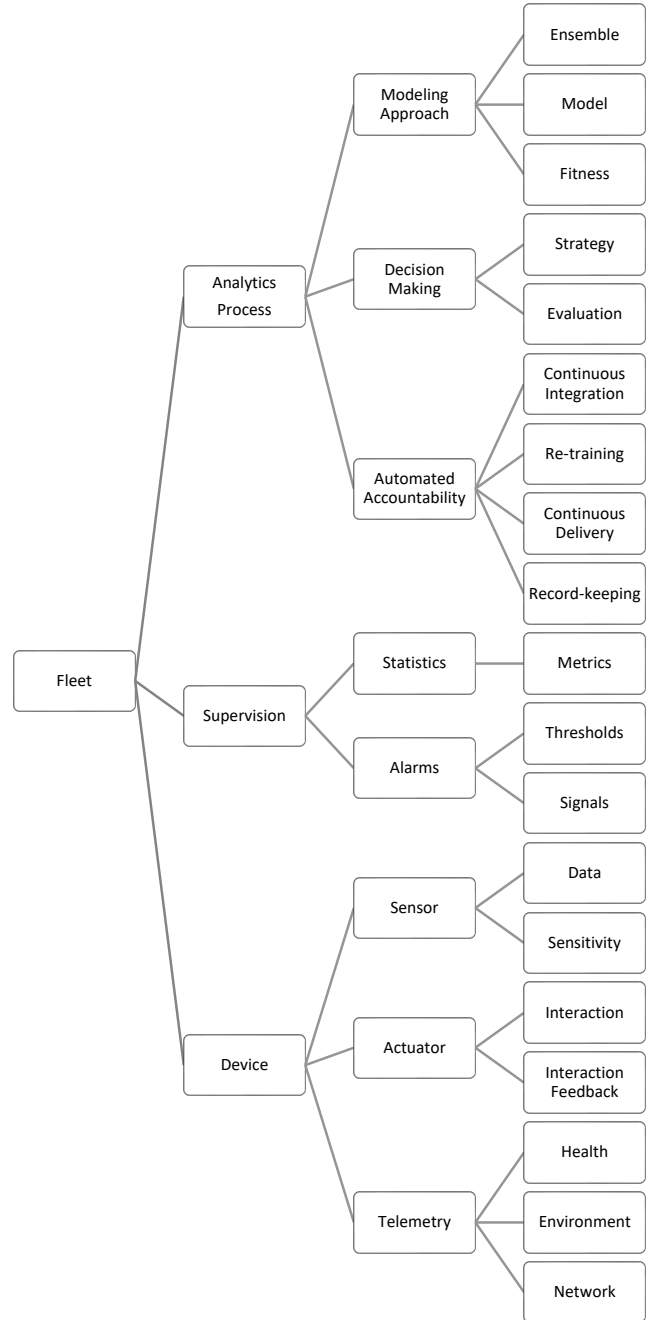 Ensemble
Modeling
Approach
Model
Fitness
Strategy
Decision
Making
Analytics
Process
Evaluation
Continuous
Integration
Re-training
Automated
Accountability
Continuous
Delivery
Record-keeping
Fleet
Statistics
Metrics
Supervision
Thresholds
Alarms
Signals
Data
Sensor
Sensitivity
Interaction
Device
Actuator
Interaction
Feedback
Health
Telemetry
Environment
Network